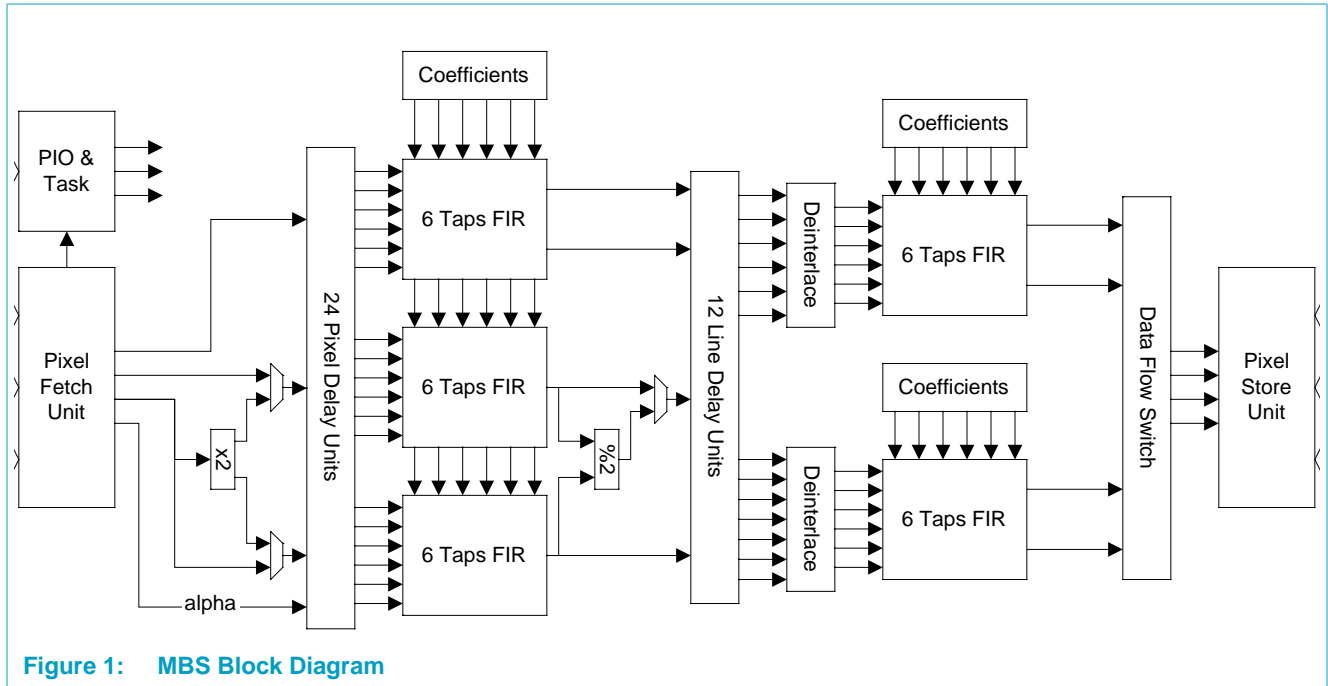 Coefficients
Coefficients
PIO &
Task
6 Taps FIR
Deinterlace
6 Taps FIR
24 Pixel Delay Units
12 Line Delay Units
Data Flow Switch
Pixel
Fetch
Unit
6 Taps FIR
Pixel
Store
Unit
Coefficients
x2
%2
Deinterlace
6 Taps FIR
6 Taps FIR
alpha
Figure 1: MBS Block Diagram